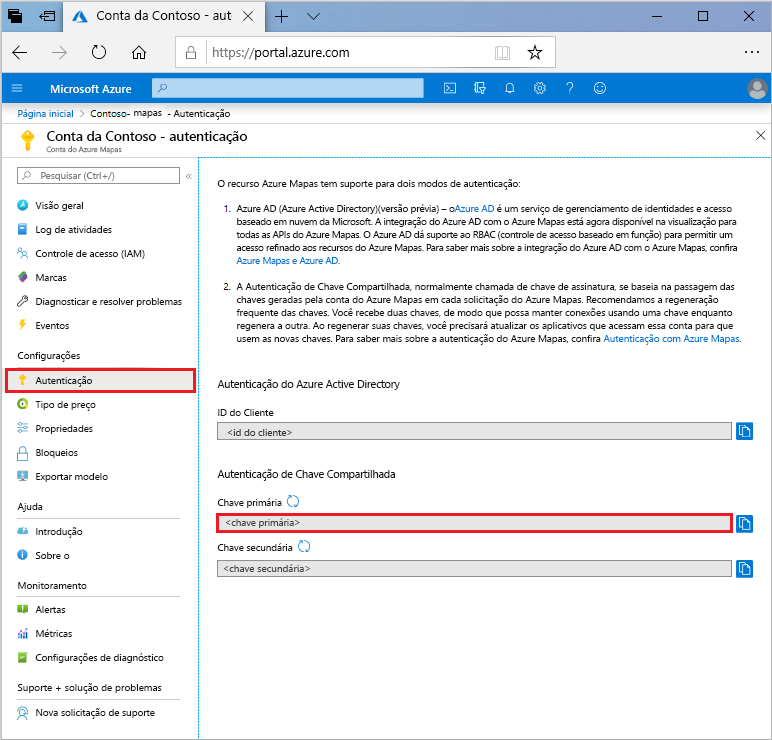 Conta da Contoso - aut
https://portal.azure.com
Microsoft Azure
Página inicial > Contoso- mapas - Autenticação
Conta da Contoso - autenticação
Conta do Azure Mapas
Pesquisar (Ctrl+/)
Visão geral
Log de atividades
Controle de acesso (IAM)
Marcas
Diagnosticar e resolver problemas
Eventos
Configurações
Autenticação
Tipo de preço
Propriedades
Bloqueios
Exportar modelo
Ajuda
Introdução
Sobre o
Monitoramento
Alertas
Métricas
Configurações de diagnóstico
Suporte + solução de problemas
Nova solicitação de suporte
O recurso Azure Mapas tem suporte para dois modos de autenticação:
1. Azure AD (Azure Active Directory)(versão prévia) – oAzure AD é um serviço de gerenciamento de identidades e acesso
baseado em nuvem da Microsoft. A integração do Azure AD com o Azure Mapas está agora disponível na visualização para
todas as APIs do Azure Mapas. O Azure AD dá suporte ao RBAC (controle de acesso baseado em função) para permitir um
acesso refinado aos recursos do Azure Mapas. Para saber mais sobre a integração do Azure AD com o Azure Mapas, confira
Azure Mapas e Azure AD.
2. A Autenticação de Chave Compartilhada, normalmente chamada de chave de assinatura, se baseia na passagem das
chaves geradas pela conta do Azure Mapas em cada solicitação do Azure Mapas. Recomendamos a regeneração
frequente das chaves. Você recebe duas chaves, de modo que possa manter conexões usando uma chave enquanto
regenera a outra. Ao regenerar suas chaves, você precisará atualizar os aplicativos que acessam essa conta para que
usem as novas chaves. Para saber mais sobre a autenticação do Azure Mapas, confira Autenticação com Azure Mapas.
Autenticação do Azure Active Directory
ID do Cliente
<id do cliente>
Autenticação de Chave Compartilhada
Chave primária
<chave primária>
Chave secundária
<chave secundária>